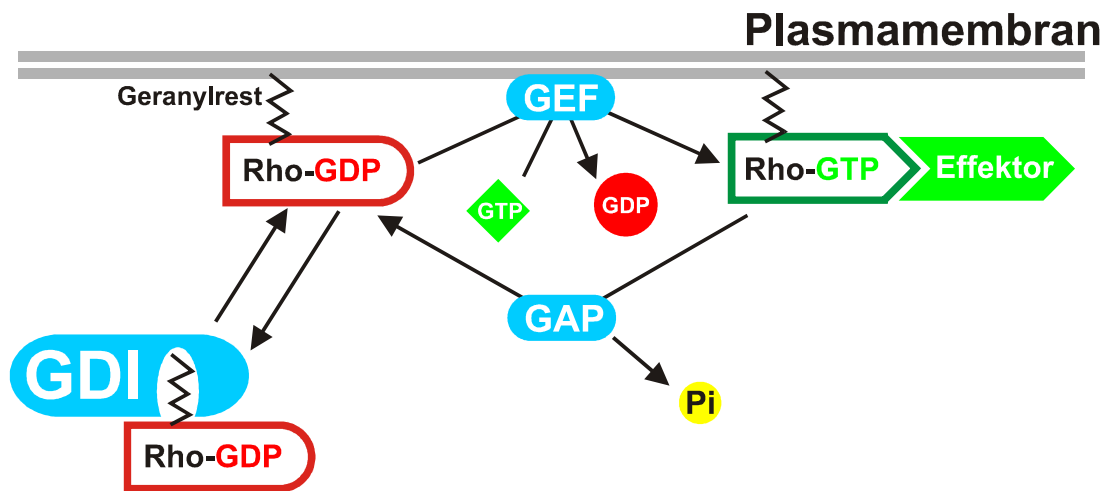 Plasmamembran
Geranylrest
GEF
Rho-GDP
Rho-GTP
Effektor
GTP
GDP
GAP
GDI
Pi
Rho-GDP